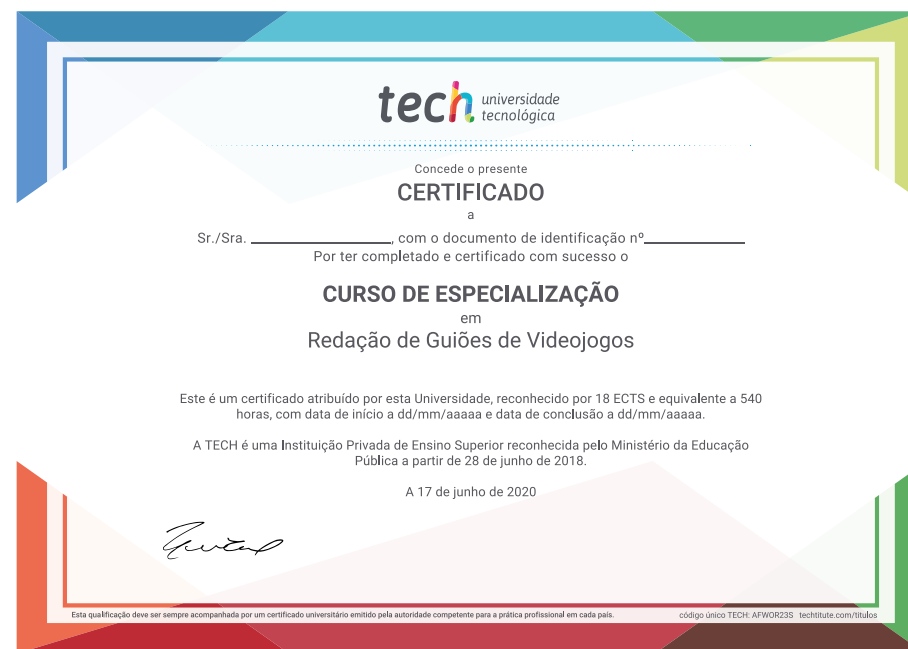 tech universidade
tecnológica
Concede o presente
CERTIFICADO
a
Sr./Sra. ____________________, com o documento de identificação nº______________
Por ter completado e certificado com sucesso o
CURSO DE ESPECIALIZAÇÃO
em
Redação de Guiões de Videojogos
Este é um certificado atribuído por esta Universidade, reconhecido por 18 ECTS e equivalente a 540
horas, com data de início a dd/mm/aaaaa e data de conclusão a dd/mm/aaaaa.
A TECH é uma Instituição Privada de Ensino Superior reconhecida pelo Ministério da Educação
Pública a partir de 28 de junho de 2018.
A 17 de junho de 2020
Esta qualificação deve ser sempre acompanhada por um certificado universitário emitido pela autoridade competente para a prática profissional em cada país. código único TECH: AFWOR23S techtitute.com/titulos